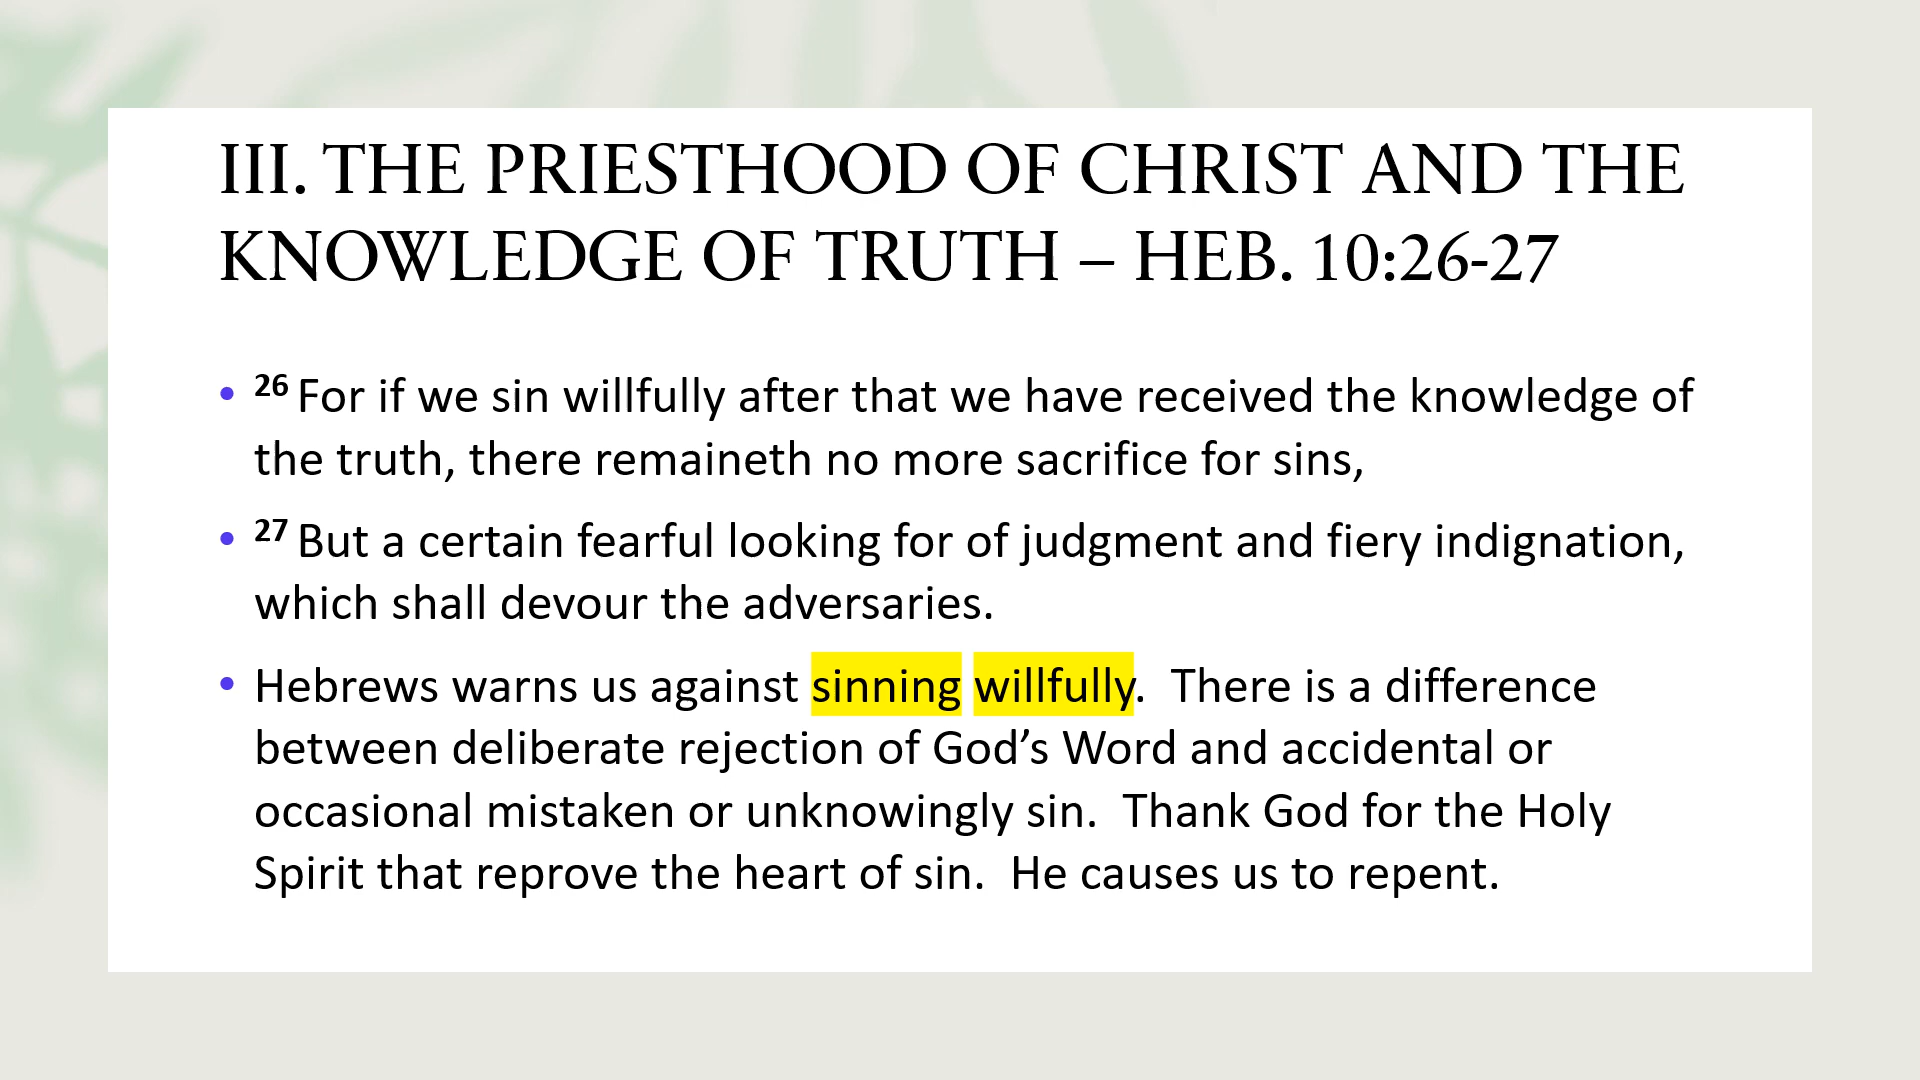 III. THE PRIESTHOOD OF CHRIST AND THE
KNOWLEDGE OF TRUTH – HEB. 10:26-27
• 26 For if we sin willfully after that we have received the knowledge of
the truth, there remaineth no more sacrifice for sins,
• 27 But a certain fearful looking for of judgment and fiery indignation,
which shall devour the adversaries.
• Hebrews warns us against sinning willfully.  There is a difference
between deliberate rejection of God’s Word and accidental or
occasional mistaken or unknowingly sin.  Thank God for the Holy
Spirit that reprove the heart of sin.  He causes us to repent.